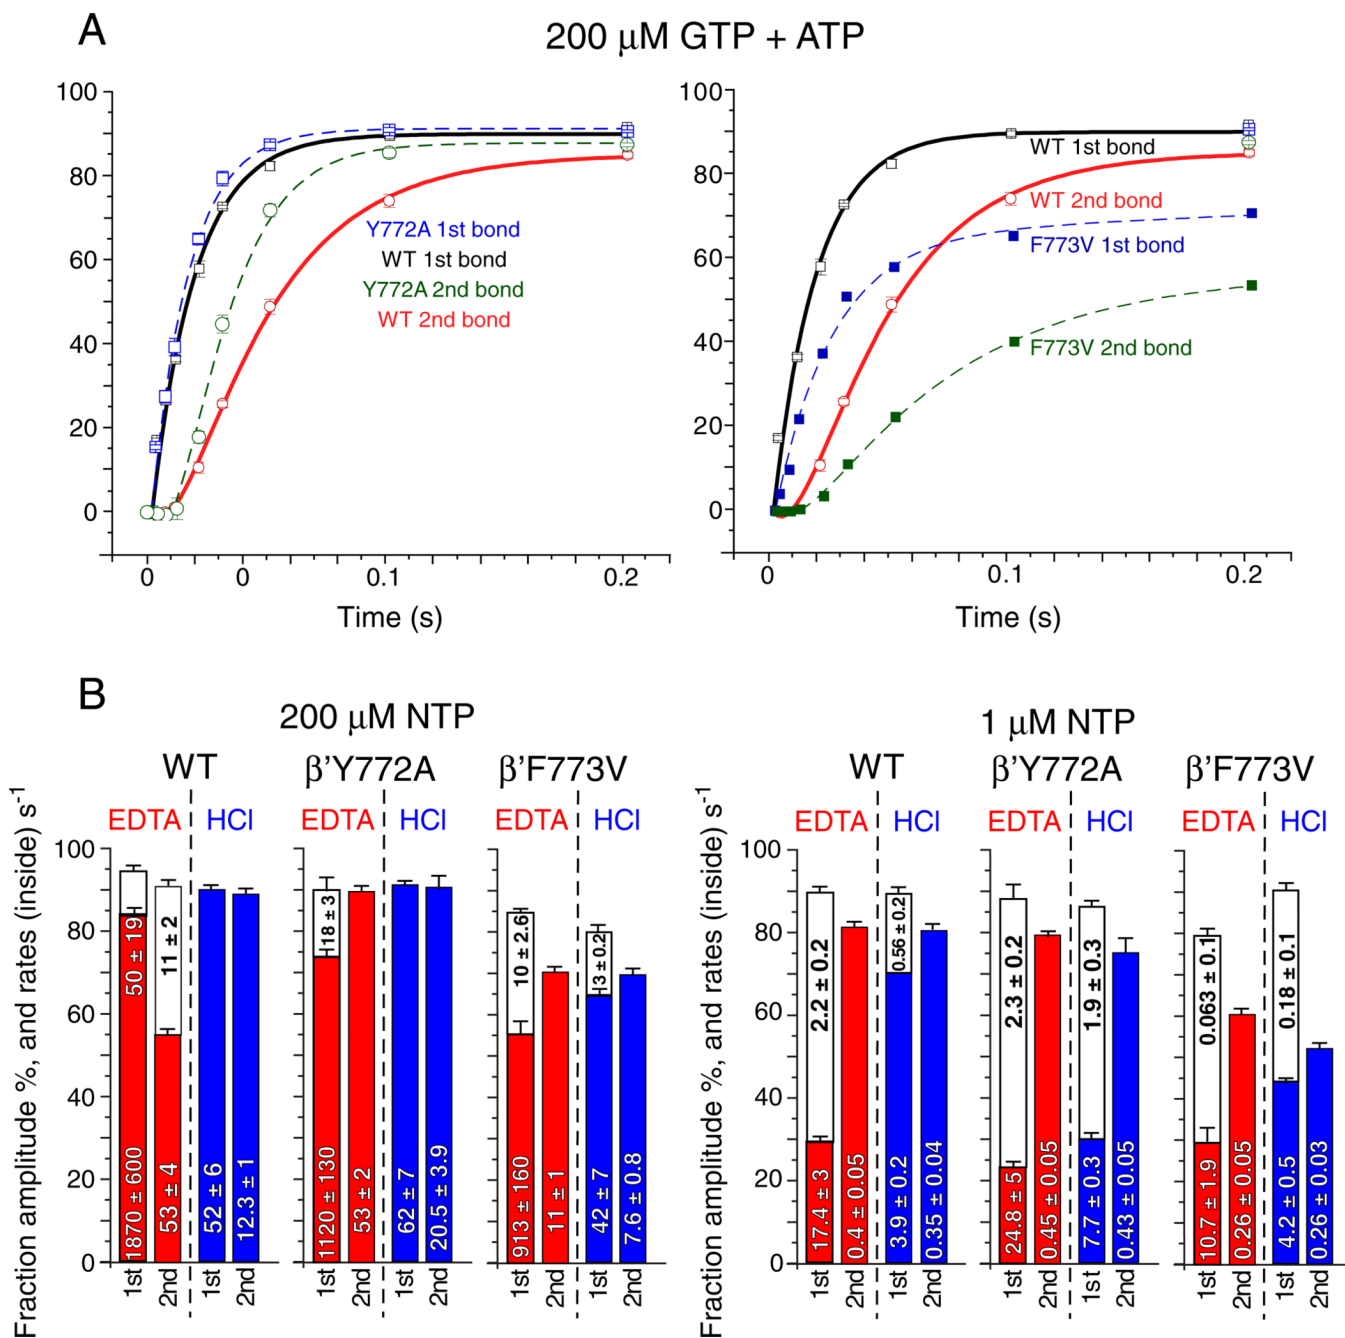 A
200 μM GTP + ATP
100
80
60
40
20
0
Y772A 1st bond
WT 1st bond
Y772A 2nd bond
WT 2nd bond
0
0
0.1
0.2
Time (s)
100
80
60
40
20
0
WT 1st bond
WT 2nd bond
F773V 1st bond
F773V 2nd bond
0
0.1
0.2
Time (s)
B
200 μM NTP
Fraction amplitude %, and rates (inside) s⁻¹
100
80
60
40
20
0
WT
EDTA
HCl
50 ± 19
1870 ± 600
11 ± 2
53 ± 4
52 ± 6
12.3 ± 1
1st
2nd
1st
2nd
β'Y772A
EDTA
HCl
18 ± 3
1120 ± 130
53 ± 2
62 ± 7
20.5 ± 3.9
1st
2nd
1st
2nd
β'F773V
EDTA
HCl
10 ± 2.6
913 ± 160
11 ± 1
3 ± 0.2
42 ± 7
7.6 ± 0.8
1st
2nd
1st
2nd
1 μM NTP
Fraction amplitude %, and rates (inside) s⁻¹
100
80
60
40
20
0
WT
EDTA
HCl
2.2 ± 0.2
17.4 ± 3
0.4 ± 0.05
0.56 ± 0.2
3.9 ± 0.2
0.35 ± 0.04
1st
2nd
1st
2nd
β'Y772A
EDTA
HCl
2.3 ± 0.2
24.8 ± 5
0.45 ± 0.05
1.9 ± 0.3
7.7 ± 0.3
0.43 ± 0.05
1st
2nd
1st
2nd
β'F773V
EDTA
HCl
0.063 ± 0.1
10.7 ± 1.9
0.26 ± 0.05
0.18 ± 0.1
4.2 ± 0.5
0.26 ± 0.03
1st
2nd
1st
2nd